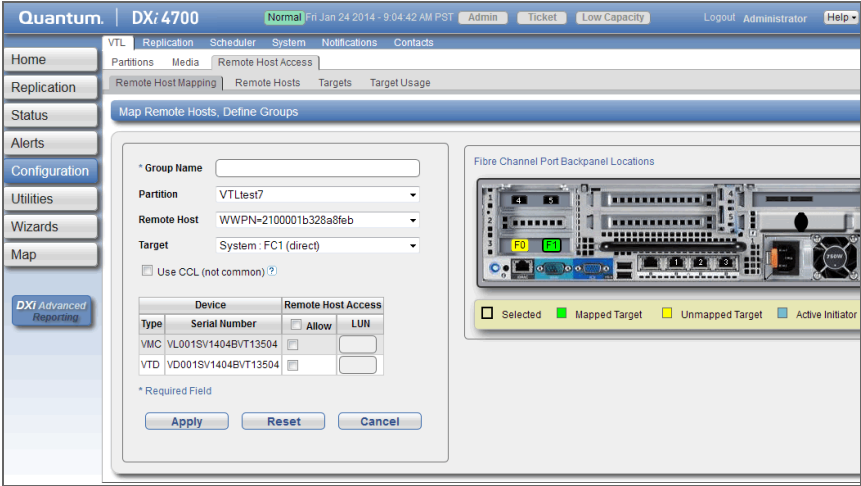 Quantum. DXi 4700 Normal Fri Jan 24 2014 - 9:04:42 AM PST Admin Ticket Low Capacity Logout Administrator Help
VTL Replication Scheduler System Notifications Contacts
Partitions Media Remote Host Access
Remote Host Mapping Remote Hosts Targets Target Usage
Home
Replication
Status
Alerts
Configuration
Utilities
Wizards
Map
DXi Advanced
Reporting
Map Remote Hosts, Define Groups
* Group Name
Partition VTLtest7
Remote Host WWPN=2100001b328a8feb
Target System : FC1 (direct)
Use CCL (not common) ?
Device Remote Host Access
Type Serial Number Allow LUN
VMC VL001SV1404BVT13504
VTD VD001SV1404BVT13504
* Required Field
Apply Reset Cancel
Fibre Channel Port Backpanel Locations
1 4 5 4
2 5
3 F0 F1
1 2 3
750W
Selected Mapped Target Unmapped Target Active Initiator